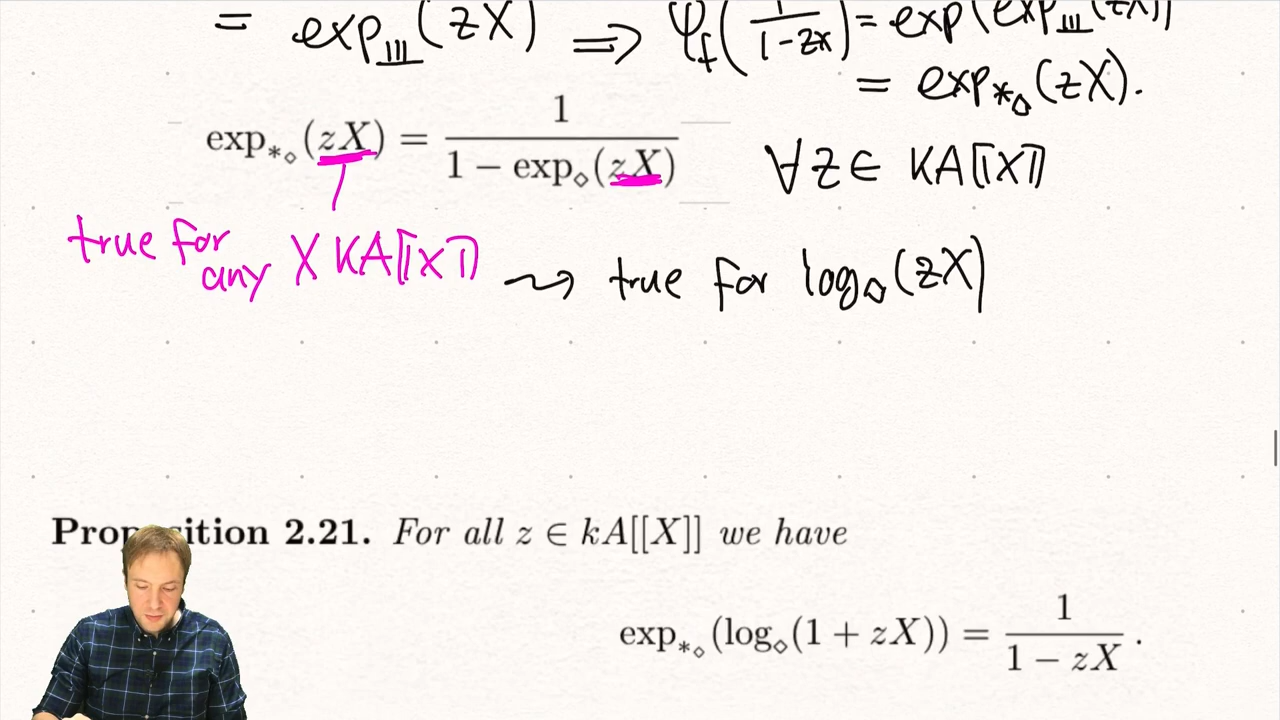 = exp_Ш (zX) ⟹ φ_f(1/(1-zx)) = exp(exp_Ш (zX))
= exp_{*⋄}(zX).
exp_{*⋄}(zX) = 1/(1 − exp_⋄(zX)) ∀ z ∈ KA⟦X⟧
true for any X KA⟦X⟧ ⇝ true for log_⋄(zX)
Proposition 2.21. For all z ∈ kA[[X]] we have
exp_{*⋄}(log_⋄(1 + zX)) = 1/(1 − zX) .